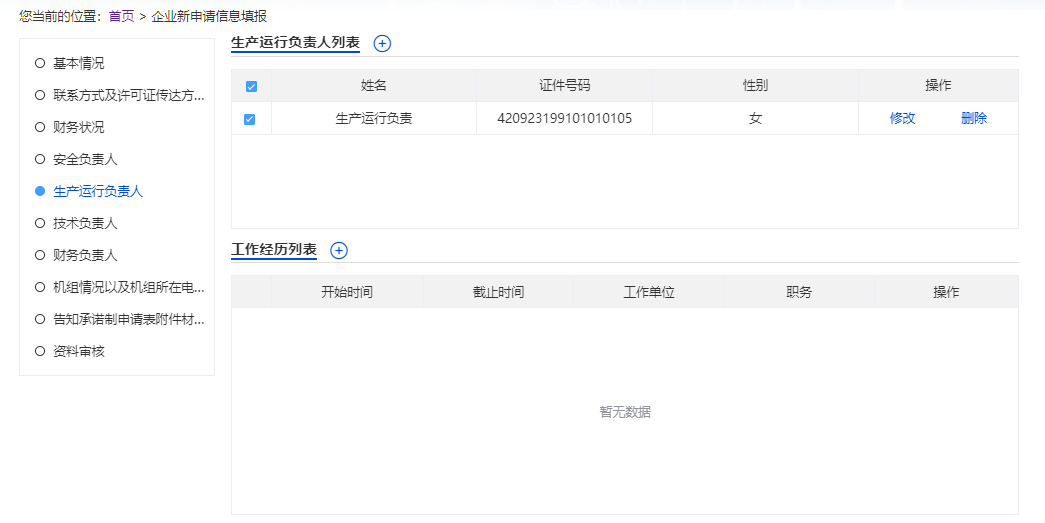 您当前的位置：首页 > 企业新申请信息填报
基本情况
联系方式及许可证传达方...
财务状况
安全负责人
生产运行负责人
技术负责人
财务负责人
机组情况以及机组所在电...
告知承诺制申请表附件材...
资料审核
生产运行负责人列表
姓名 证件号码 性别 操作
生产运行负责 420923199101010105 女 修改 删除
工作经历列表
开始时间 截止时间 工作单位 职务 操作
暂无数据